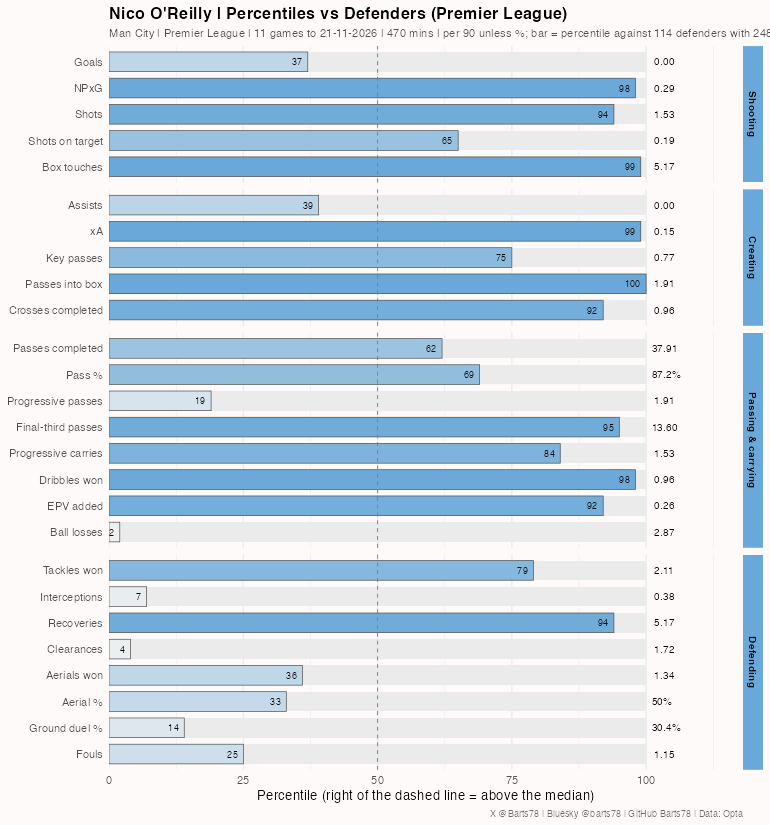 Nico O'Reilly | Percentiles vs Defenders (Premier League)
Man City | Premier League | 11 games to 21-11-2026 | 470 mins | per 90 unless %; bar = percentile against 114 defenders with 248
Goals 37 0.00
NPxG 98 0.29
Shots 94 1.53
Shots on target 65 0.19
Box touches 99 5.17
Shooting
Assists 39 0.00
xA 99 0.15
Key passes 75 0.77
Passes into box 100 1.91
Crosses completed 92 0.96
Creating
Passes completed 62 37.91
Pass % 69 87.2%
Progressive passes 19 1.91
Final-third passes 95 13.60
Progressive carries 84 1.53
Dribbles won 98 0.96
EPV added 92 0.26
Ball losses 2 2.87
Passing & carrying
Tackles won 79 2.11
Interceptions 7 0.38
Recoveries 94 5.17
Clearances 4 1.72
Aerials won 36 1.34
Aerial % 33 50%
Ground duel % 14 30.4%
Fouls 25 1.15
Defending
0 25 50 75 100
Percentile (right of the dashed line = above the median)
X @Barts78 | Bluesky @barts78 | GitHub Barts78 | Data: Opta